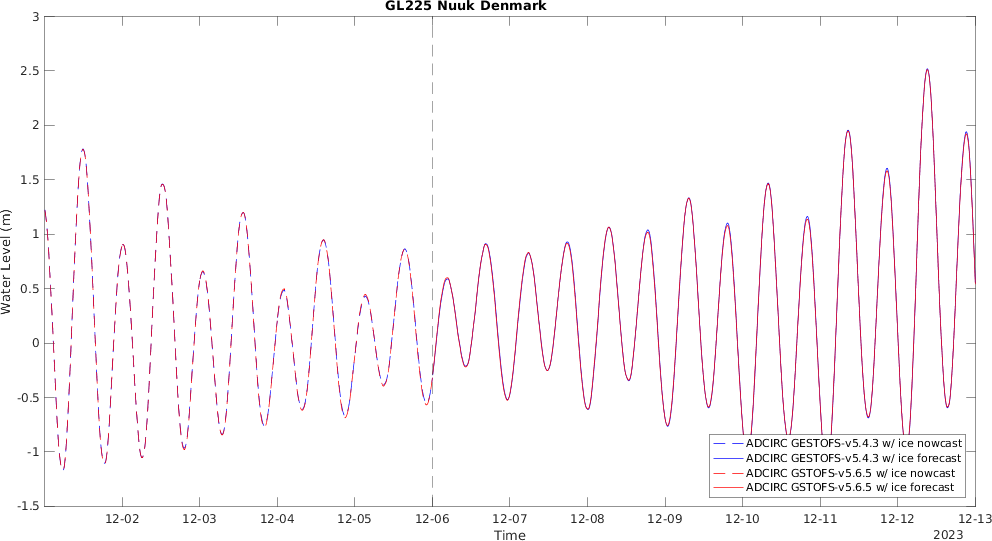 GL225 Nuuk Denmark
3
2.5
2
1.5
1
0.5
0
-0.5
-1
-1.5
Water Level (m)
ADCIRC GESTOFS-v5.4.3 w/ ice nowcast
ADCIRC GESTOFS-v5.4.3 w/ ice forecast
ADCIRC GSTOFS-v5.6.5 w/ ice nowcast
ADCIRC GSTOFS-v5.6.5 w/ ice forecast
12-02 12-03 12-04 12-05 12-06 12-07 12-08 12-09 12-10 12-11 12-12 12-13
Time
2023